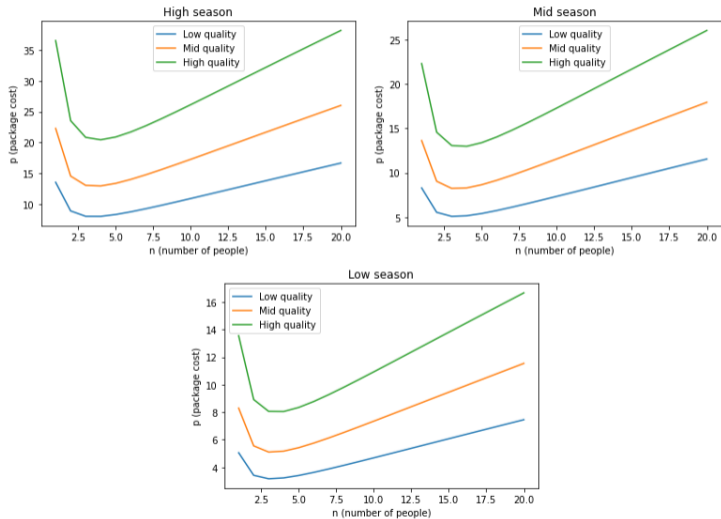 High season
Low quality
Mid quality
High quality
35
30
25
20
15
10
2.5 5.0 7.5 10.0 12.5 15.0 17.5 20.0
n (number of people)
p (package cost)
Mid season
Low quality
Mid quality
High quality
25
20
15
10
5
2.5 5.0 7.5 10.0 12.5 15.0 17.5 20.0
n (number of people)
p (package cost)
Low season
Low quality
Mid quality
High quality
16
14
12
10
8
6
4
2.5 5.0 7.5 10.0 12.5 15.0 17.5 20.0
n (number of people)
p (package cost)